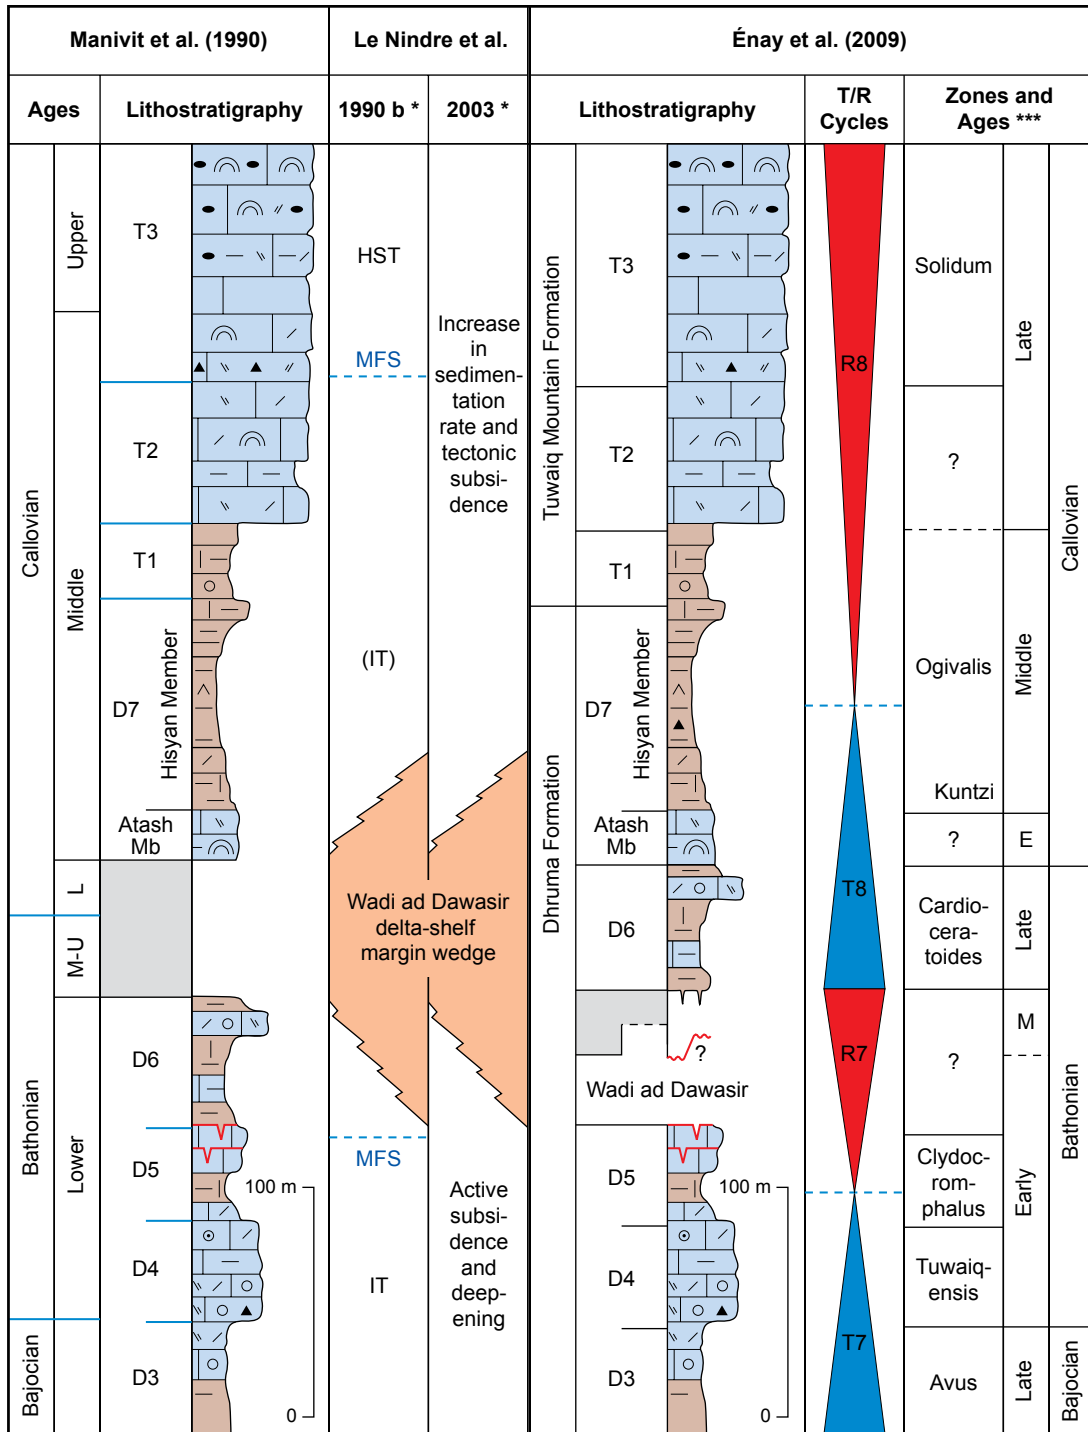 Manivit et al. (1990)
Le Nindre et al.
Énay et al. (2009)
Ages
Lithostratigraphy
1990 b *
2003 *
Lithostratigraphy
T/R
Cycles
Zones and
Ages ***
Callovian
Bathonian
Bajocian
Upper
Middle
L
M-U
Lower
T3
T2
T1
D7
Hisyan Member
Atash
Mb
D6
D5
D4
D3
100 m
0
HST
MFS
(IT)
Wadi ad Dawasir
delta-shelf
margin wedge
MFS
IT
Increase
in
sedimen-
tation
rate and
tectonic
subsi-
dence
Active
subsi-
dence
and
deep-
ening
Tuwaiq Mountain Formation
Dhruma Formation
T3
T2
T1
D7
Hisyan Member
Atash
Mb
D6
?
Wadi ad Dawasir
D5
D4
D3
100 m
0
R8
T8
R7
T7
Solidum
?
Ogivalis
Kuntzi
?
Cardio-
cera-
toides
?
Clydoc-
rom-
phalus
Tuwaiq-
ensis
Avus
Late
Middle
E
Late
M
Early
Late
Callovian
Bathonian
Bajocian